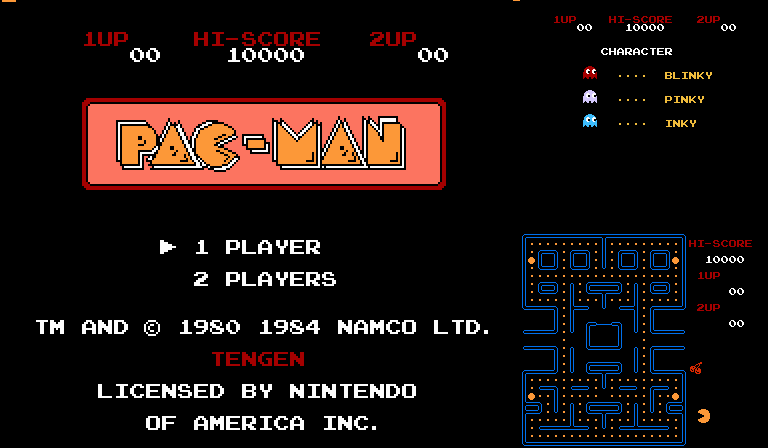 1UP HI-SCORE 2UP
00 10000 00
PAC-MAN
1 PLAYER
2 PLAYERS
TM AND © 1980 1984 NAMCO LTD.
TENGEN
LICENSED BY NINTENDO
OF AMERICA INC.
1UP HI-SCORE 2UP
00 10000 00
CHARACTER
.... BLINKY
.... PINKY
.... INKY
HI-SCORE
10000
1UP
00
2UP
00